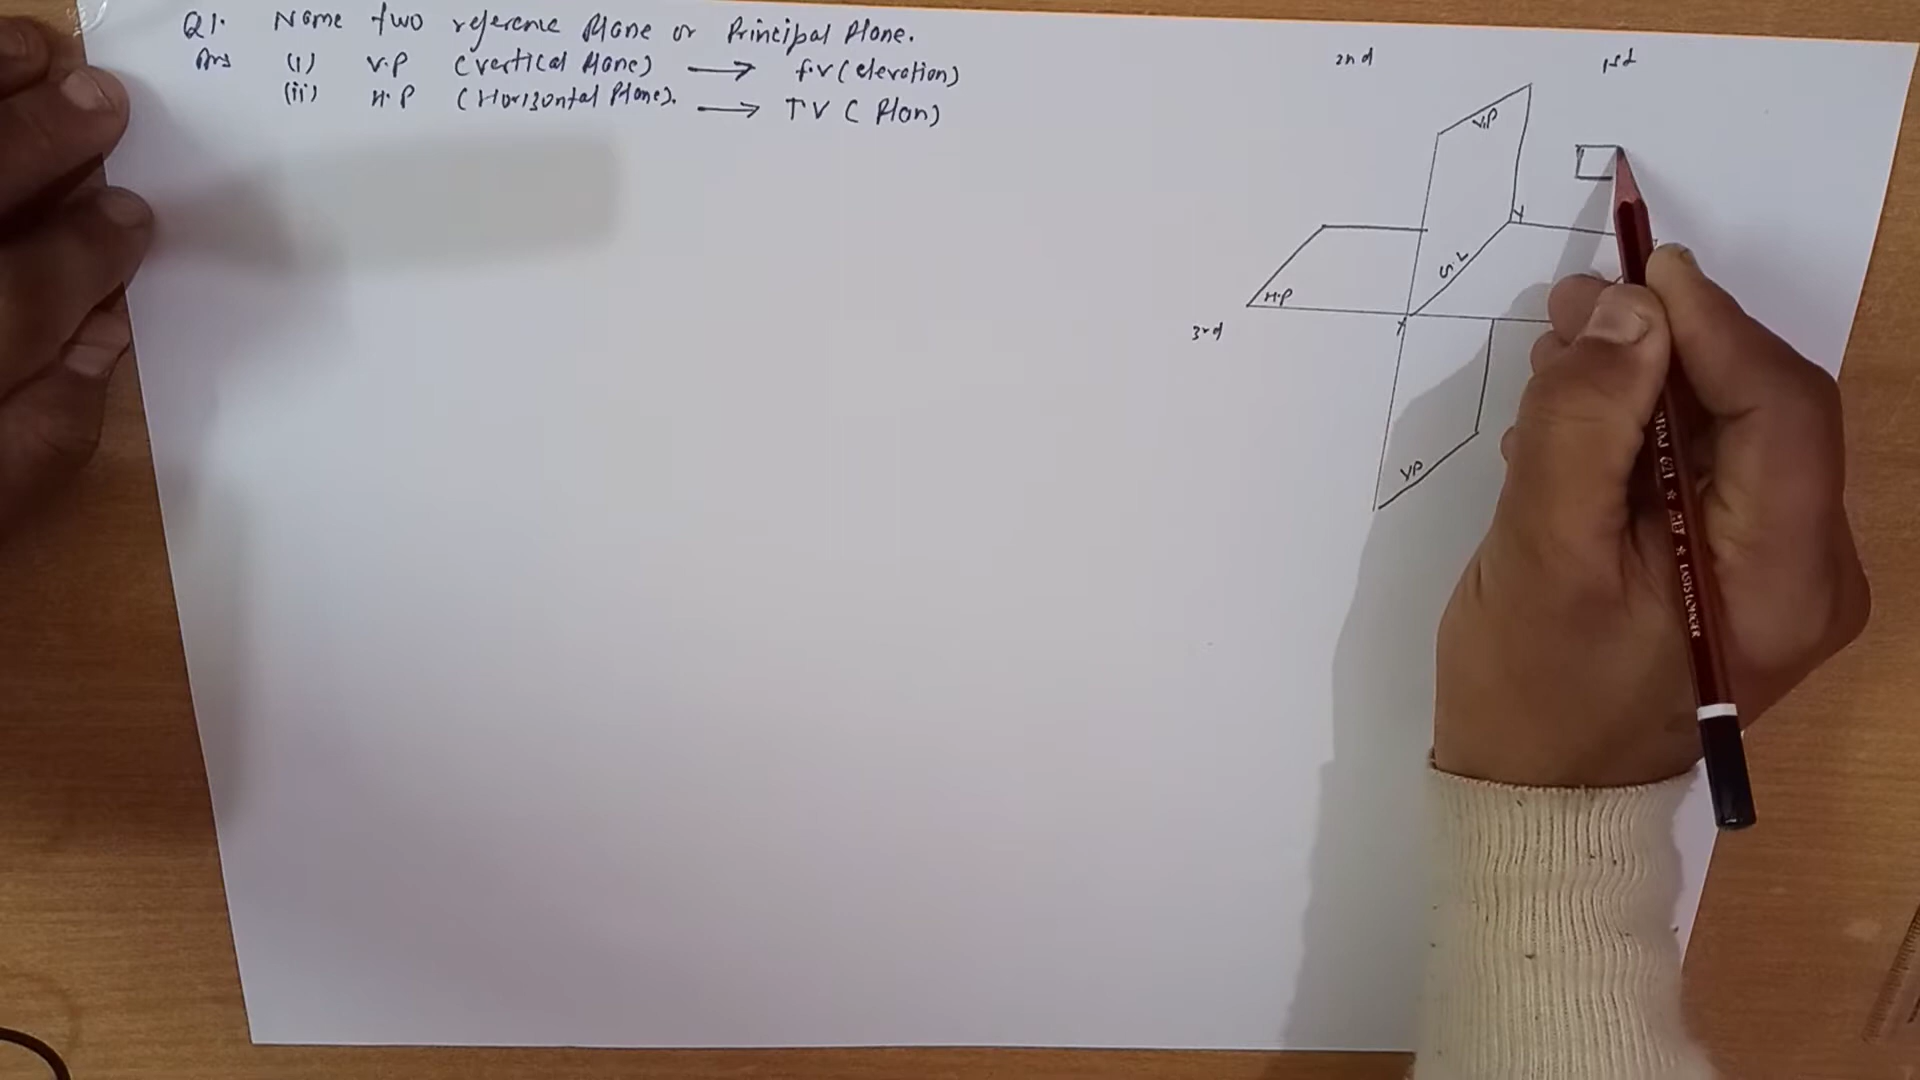 Q1. Name two reference Plane or Principal Plane.
Ans (i) V.P (Vertical Plane) → F.V (elevation)
(ii) H.P (Horizontal Plane). → TV (Plan)
2nd 1st
V.P
Y
S.L
H.P
X
3rd
VP